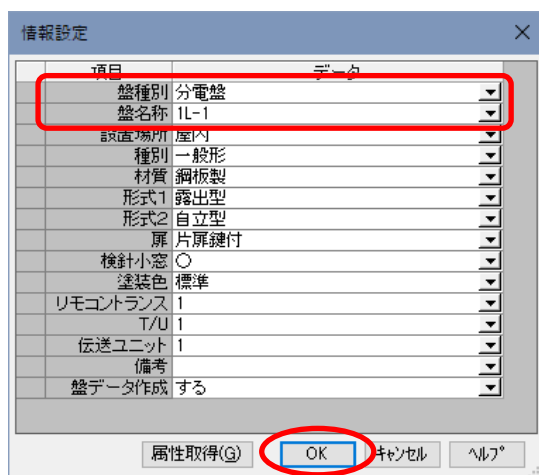 情報設定
項目 データ
盤種別 分電盤
盤名称 1L-1
設置場所 屋内
種別 一般形
材質 鋼板製
形式1 露出型
形式2 自立型
扉 片扉鍵付
検針小窓 〇
塗装色 標準
リモコントランス 1
T/U 1
伝送ユニット 1
備考
盤データ作成 する
属性取得(G) OK キャンセル ヘルプ